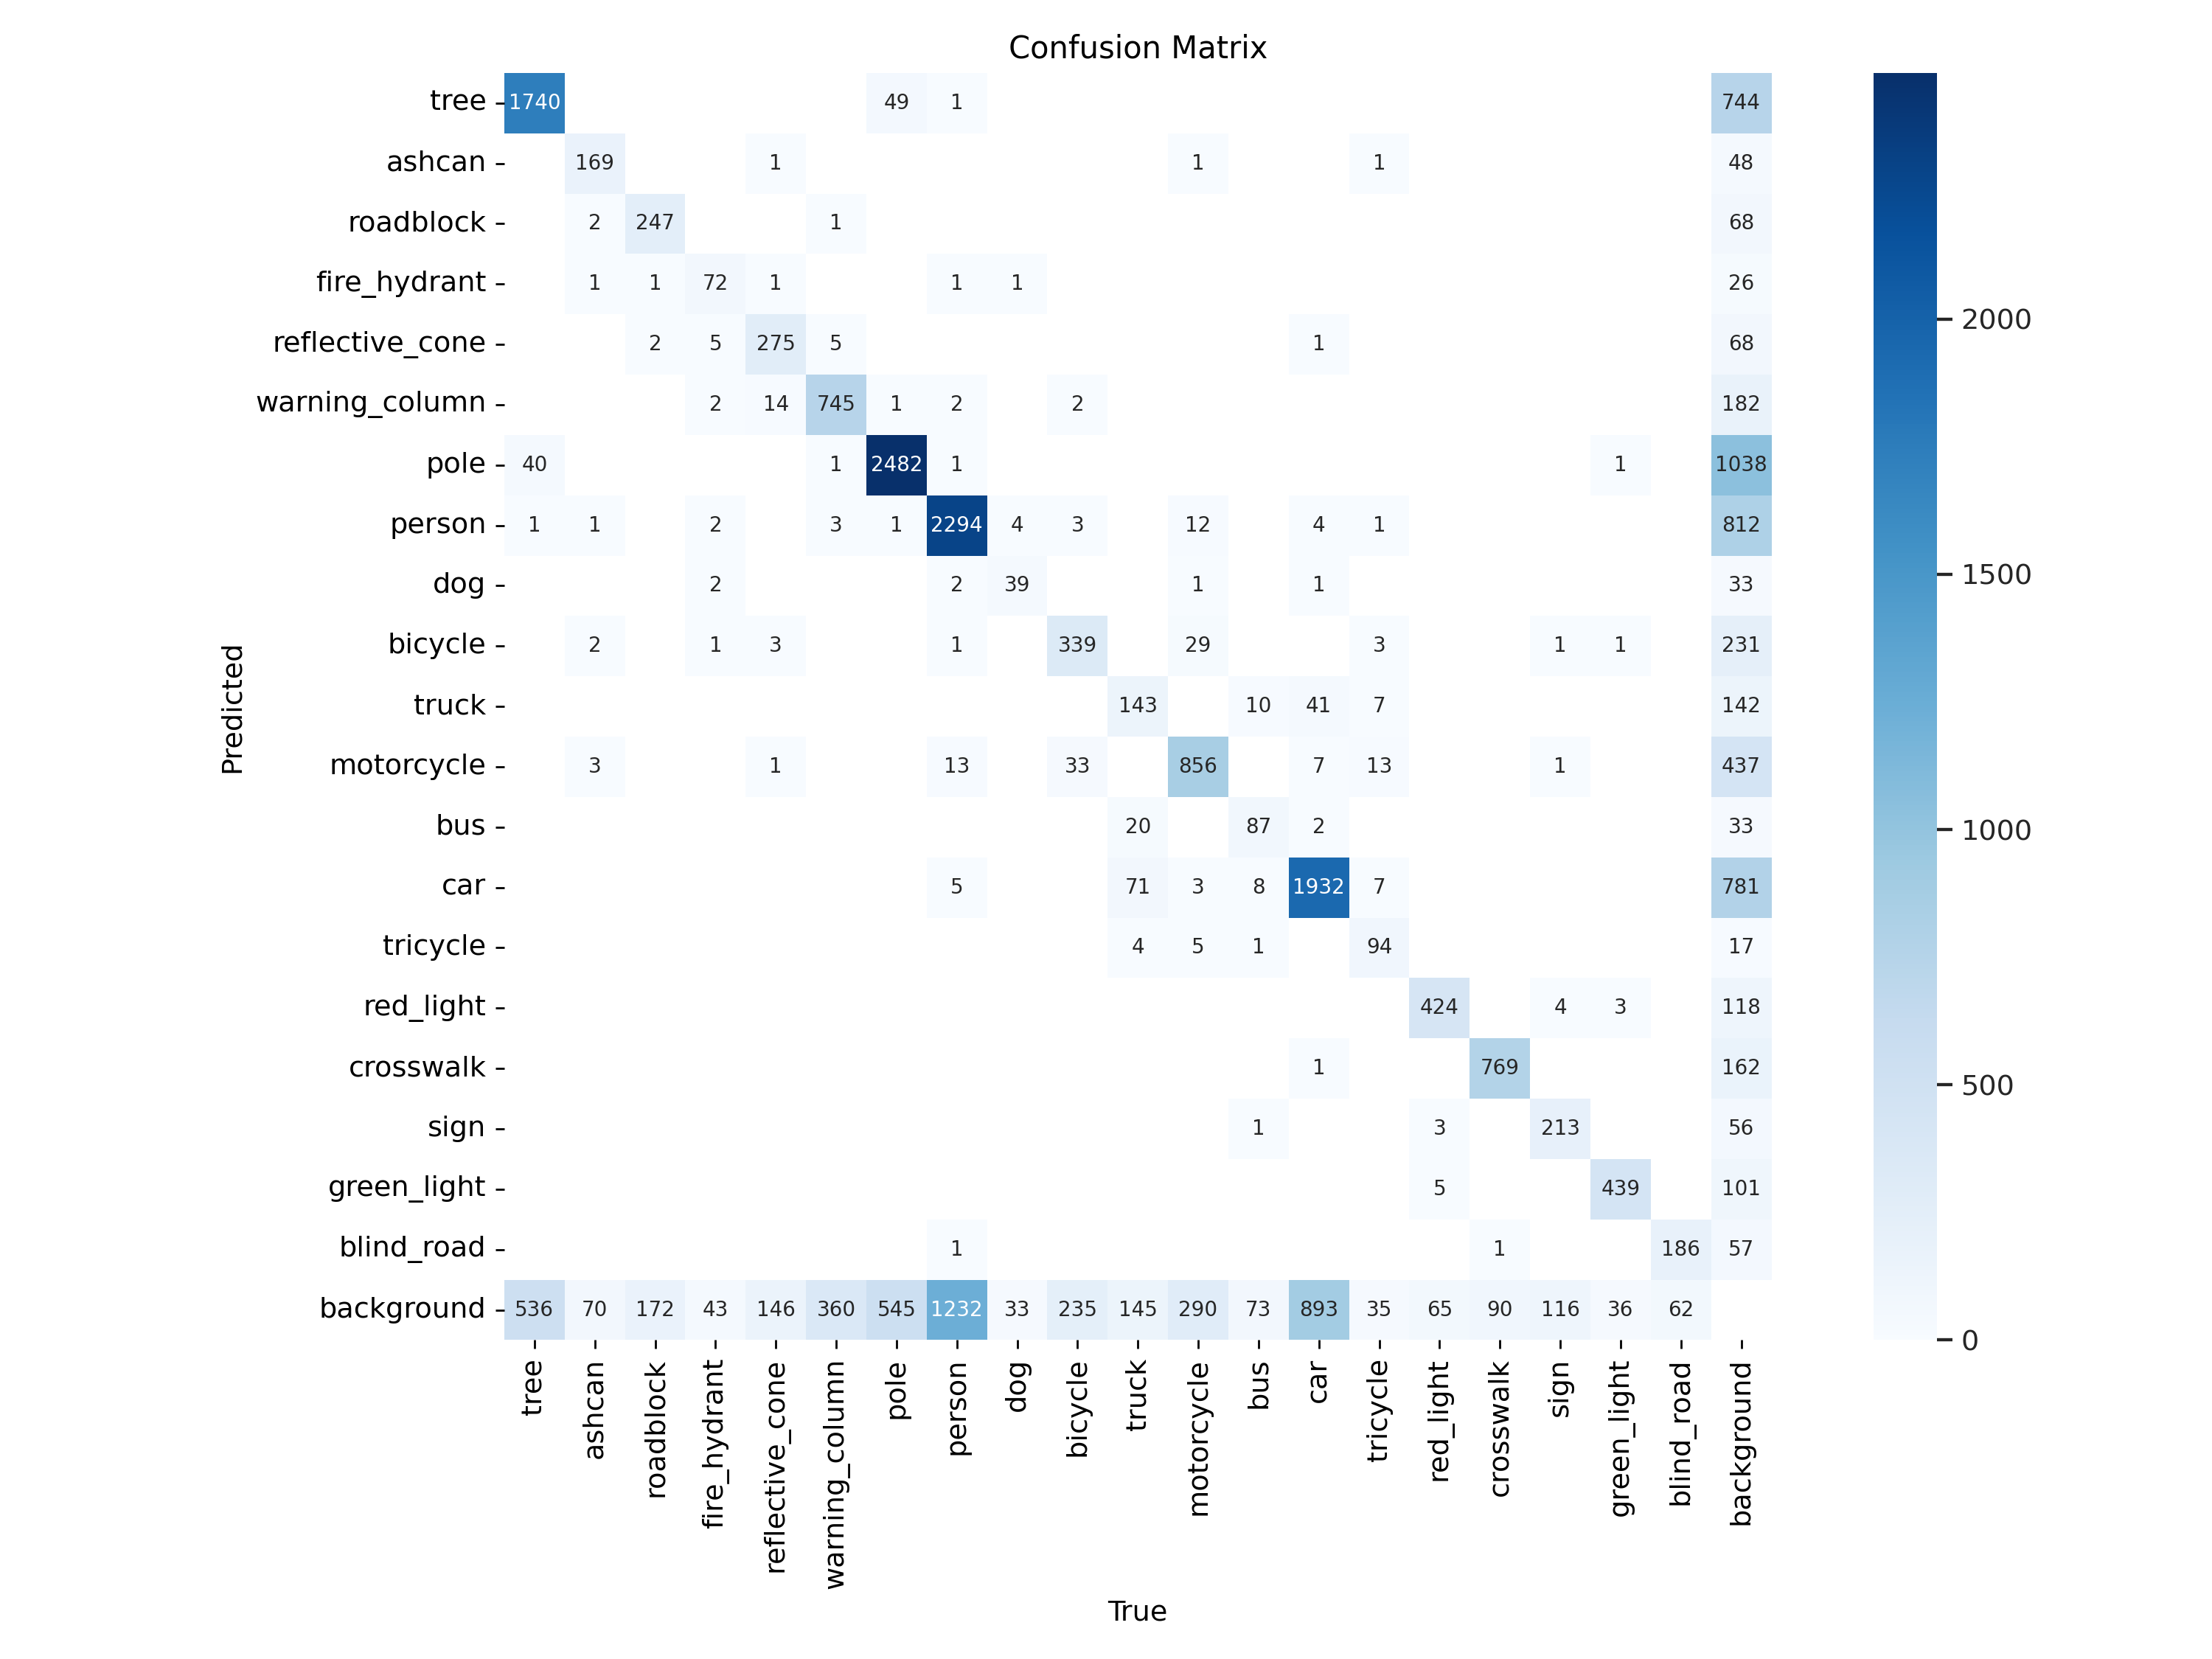 Confusion Matrix
tree 1740 49 1 744
ashcan 169 1 1 1 48
roadblock 2 247 1 68
fire_hydrant 1 1 72 1 1 1 26
reflective_cone 2 5 275 5 1 68
warning_column 2 14 745 1 2 2 182
pole 40 1 2482 1 1 1038
person 1 1 2 3 1 2294 4 3 12 4 1 812
dog 2 2 39 1 1 33
bicycle 2 1 3 1 339 29 3 1 1 231
truck 143 10 41 7 142
motorcycle 3 1 13 33 856 7 13 1 437
bus 20 87 2 33
car 5 71 3 8 1932 7 781
tricycle 4 5 1 94 17
red_light 424 4 3 118
crosswalk 1 769 162
sign 1 3 213 56
green_light 5 439 101
blind_road 1 1 186 57
background 536 70 172 43 146 360 545 1232 33 235 145 290 73 893 35 65 90 116 36 62
tree ashcan roadblock fire_hydrant reflective_cone warning_column pole person dog bicycle truck motorcycle bus car tricycle red_light crosswalk sign green_light blind_road background
True
Predicted
2000
1500
1000
500
0